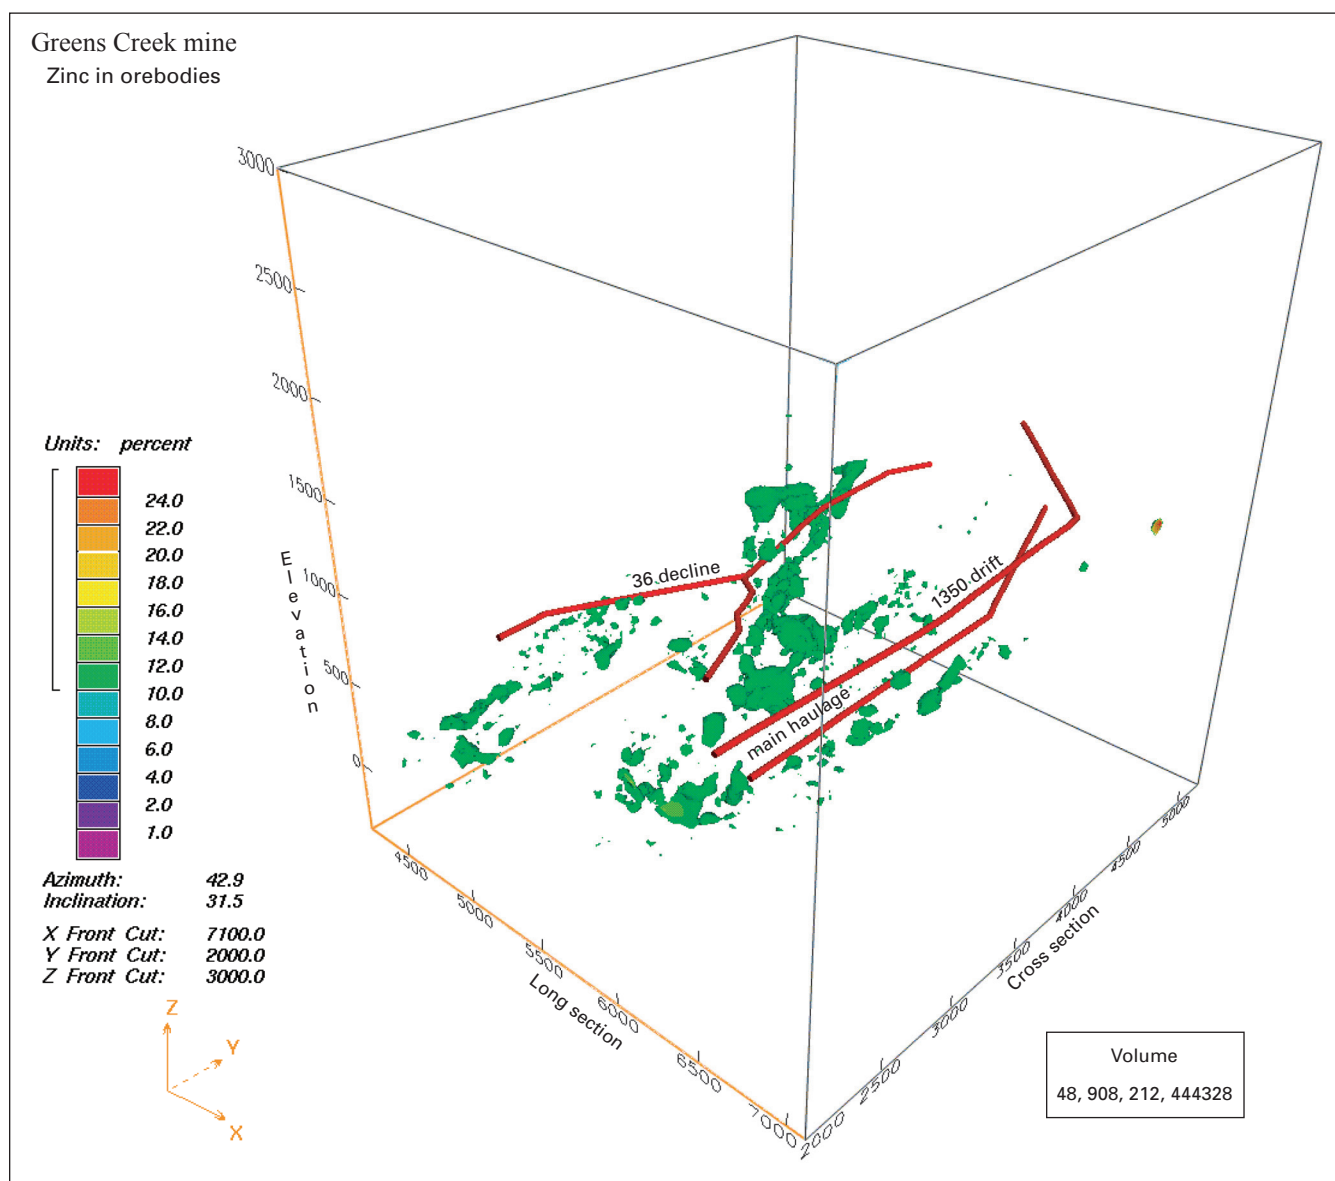 Greens Creek mine
Zinc in orebodies
3000
2500
2000
1500
1000
500
0
Elevation
Units: percent
24.0
22.0
20.0
18.0
16.0
14.0
12.0
10.0
8.0
6.0
4.0
2.0
1.0
36 decline
1350 drift
main haulage
Azimuth: 42.9
Inclination: 31.5
X Front Cut: 7100.0
Y Front Cut: 2000.0
Z Front Cut: 3000.0
Z
Y
X
4500
5000
5500
6000
6500
7000
Long section
2000
2500
3000
3500
4000
4500
5000
Cross section
Volume
48, 908, 212, 444328